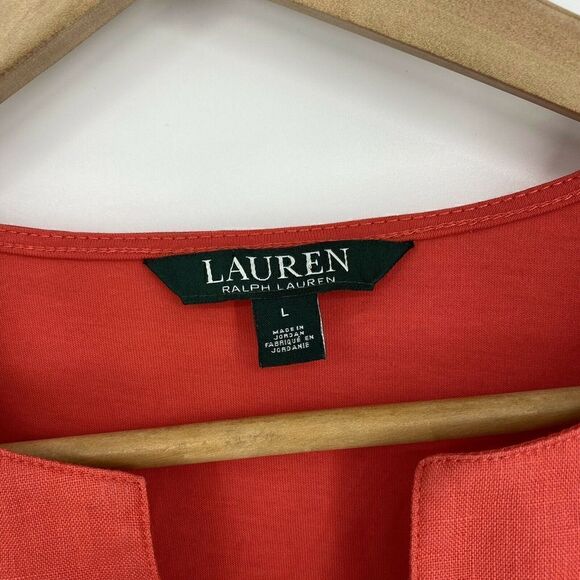 LAUREN
RALPH LAUREN
L
MADE IN
JORDAN
FABRIQUÉ EN
JORDANIE